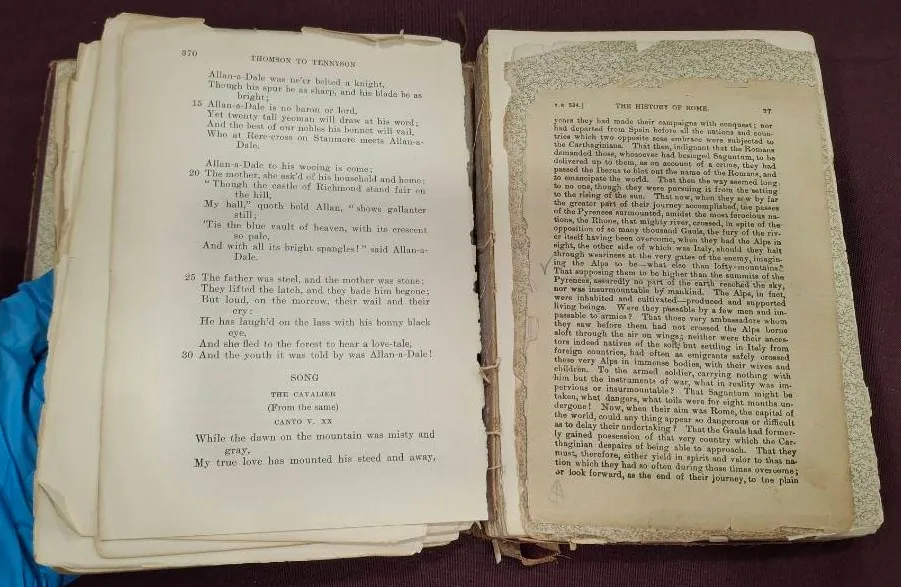 370
THOMSON TO TENNYSON
Allan-a-Dale was ne'er belted a knight,
Though his spur be as sharp, and his blade be as
bright;
15 Allan-a-Dale is no baron or lord,
Yet twenty tall yeomen will draw at his word;
And the best of our nobles his bonnet will vail,
Who at Rere-cross on Stanmore meets Allan-a-
Dale.
Allan-a-Dale to his wooing is come;
20 The mother, she ask'd of his household and home:
"Though the castle of Richmond stand fair on
the hill,
My hall," quoth bold Allan, "shows gallanter
still;
'Tis the blue vault of heaven, with its crescent
so pale,
And with all its bright spangles!" said Allan-a-
Dale.
25 The father was steel, and the mother was stone;
They lifted the latch, and they bade him begone;
But loud, on the morrow, their wail and their
cry:
He has laugh'd on the lass with his bonny black
eye,
And she fled to the forest to hear a love-tale,
30 And the youth it was told by was Allan-a-Dale!
SONG
THE CAVALIER
(From the same)
CANTO V. XX
While the dawn on the mountain was misty and
gray,
My true love has mounted his steed and away,
534.]
THE HISTORY OF ROME.
27
years they had made their campaigns with conquest; nor
had departed from Spain before all the nations and coun-
tries which two opposite seas embrace were subjected to
the Carthaginians. That then, indignant that the Romans
demanded those, whosoever had besieged Saguntum, to be
delivered up to them, as on account of a crime, they had
passed the Iberus to blot out the name of the Romans, and
to emancipate the world. That then the way seemed long
to no one, though they were pursuing it from the setting
to the rising of the sun. That now, when they saw by far
the greater part of their journey accomplished, the passes
of the Pyrenees surmounted, amidst the most ferocious na-
tions, the Rhone, that mighty river, crossed, in spite of the
opposition of so many thousand Gauls, the fury of the riv-
er itself having been overcome, when they had the Alps in
sight, the other side of which was Italy, should they halt
through weariness at the very gates of the enemy, imagin-
ing the Alps to be—what else than lofty mountains?
That supposing them to be higher than the summits of the
Pyrenees, assuredly no part of the earth reached the sky,
nor was insurmountable by mankind. The Alps, in fact,
were inhabited and cultivated—produced and supported
living beings. Were they passable by a few men and im-
passable to armies? That those very ambassadors whom
they saw before them had not crossed the Alps borne
aloft through the air on wings; neither were their ances-
tors indeed natives of the soil, but settling in Italy from
foreign countries, had often as emigrants safely crossed
these very Alps in immense bodies, with their wives and
children. To the armed soldier, carrying nothing with
him but the instruments of war, what in reality was im-
pervious or insurmountable? That Saguntum might be
taken, what dangers, what toils were for eight months un-
dergone! Now, when their aim was Rome, the capital of
the world, could any thing appear so dangerous or difficult
as to delay their undertaking? That the Gauls had former-
ly gained possession of that very country which the Car-
thaginian despairs of being able to approach. That they
must, therefore, either yield in spirit and valor to that na-
tion which they had so often during those times overcome;
or look forward, as the end of their journey, to the plain